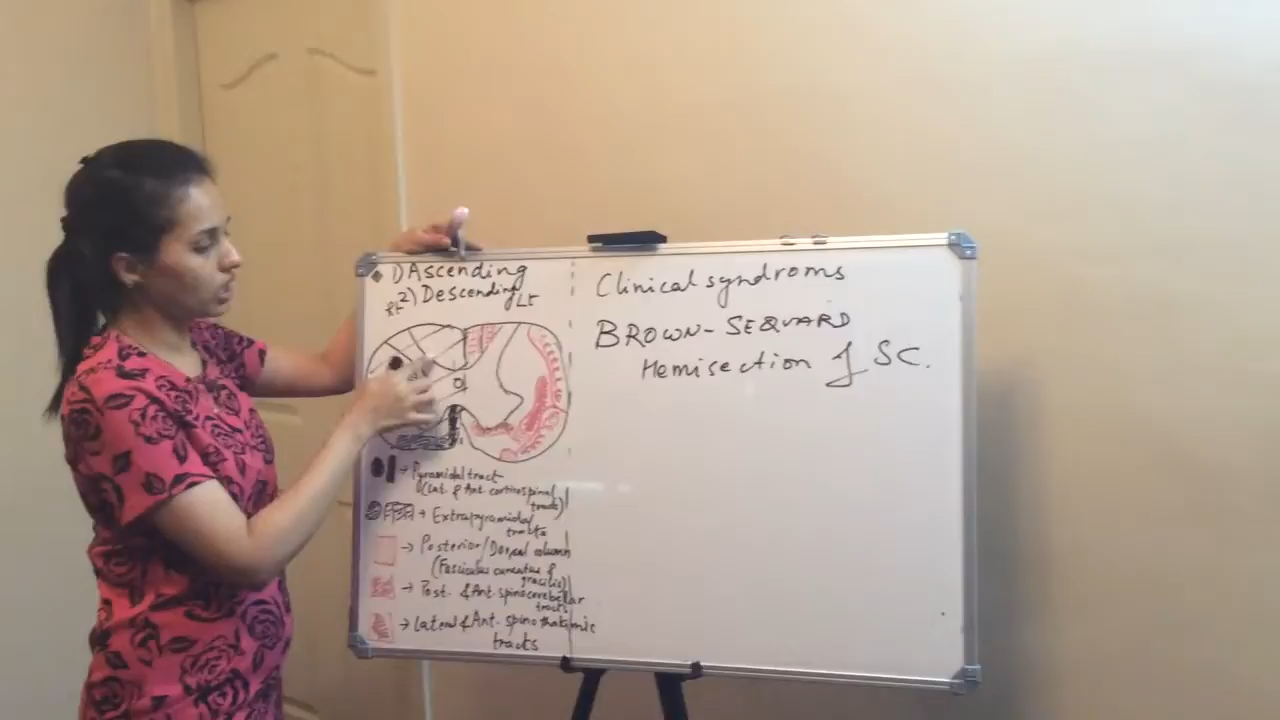 1) Ascending
2) Descending
Rt
Lt
Pyramidal tract
(Lat. & Ant. corticospinal
tracts)
→ Extrapyramidal
tracts
→ Posterior/Dorsal column
(Fasciculus cuneatus &
gracilis)
→ Post. & Ant. spinocerebellar
tracts
→ Lateral & Ant. spinothalamic
tracts
Clinical syndroms
BROWN-SEQUARD
Hemisection of SC.